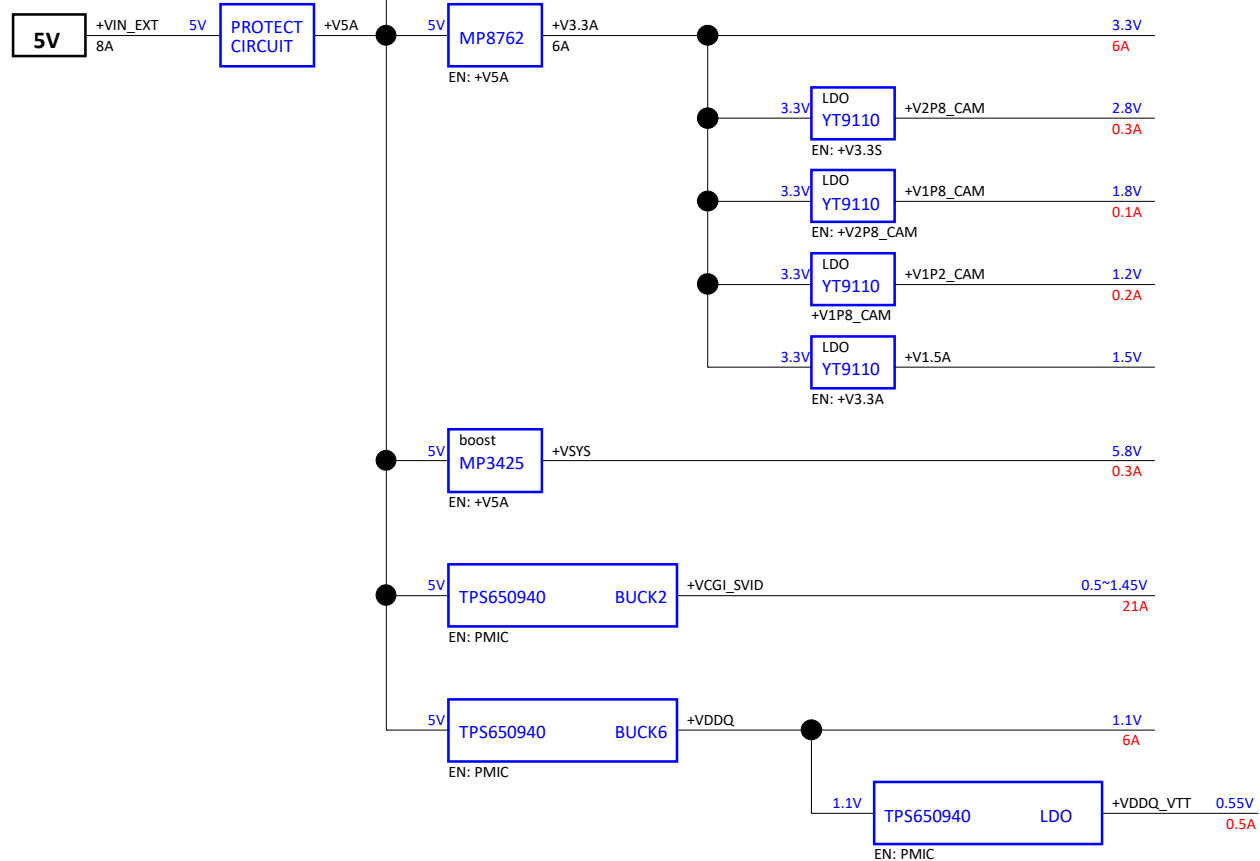 5V
+VIN_EXT
8A
5V
PROTECT
CIRCUIT
+V5A
5V
MP8762
EN: +V5A
+V3.3A
6A
3.3V
6A
3.3V
LDO
YT9110
EN: +V3.3S
+V2P8_CAM
2.8V
0.3A
3.3V
LDO
YT9110
EN: +V2P8_CAM
+V1P8_CAM
1.8V
0.1A
3.3V
LDO
YT9110
+V1P8_CAM
+V1P2_CAM
1.2V
0.2A
3.3V
LDO
YT9110
EN: +V3.3A
+V1.5A
1.5V
5V
boost
MP3425
EN: +V5A
+VSYS
5.8V
0.3A
5V
TPS650940 BUCK2
EN: PMIC
+VCGI_SVID
0.5~1.45V
21A
5V
TPS650940 BUCK6
EN: PMIC
+VDDQ
1.1V
6A
1.1V
TPS650940 LDO
EN: PMIC
+VDDQ_VTT
0.55V
0.5A